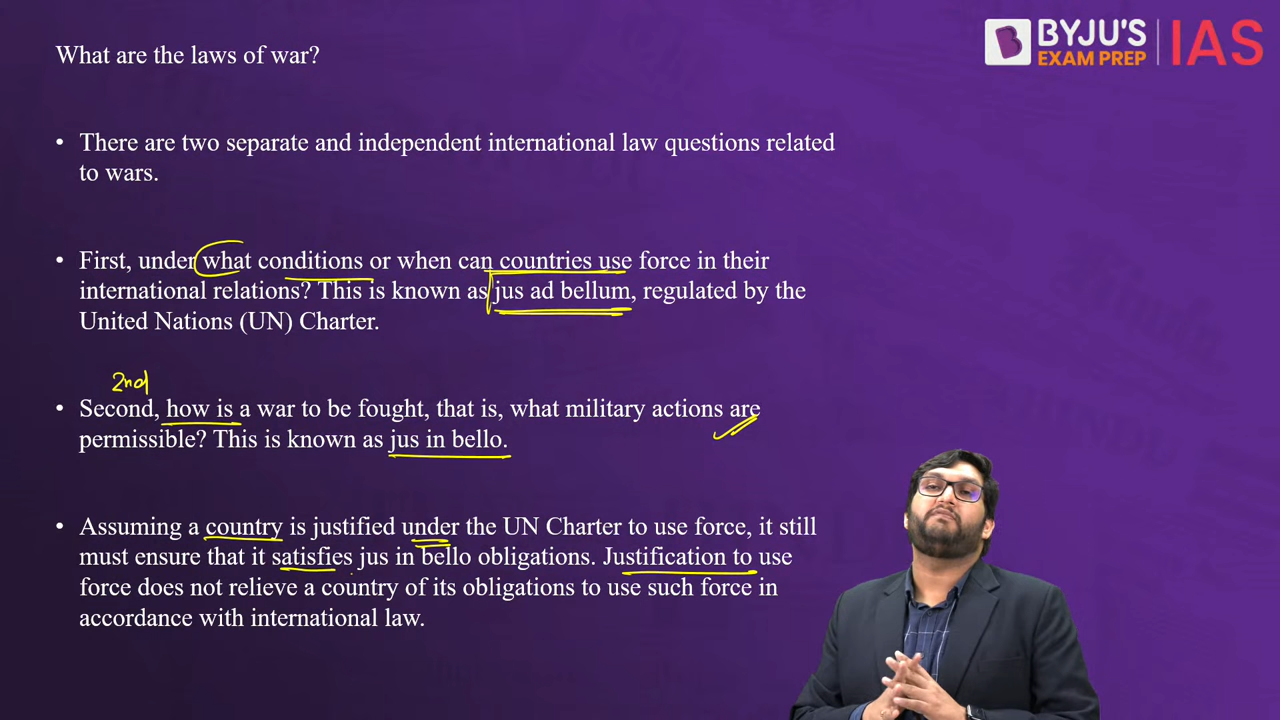 What are the laws of war?
BYJU'S
EXAM PREP
IAS
• There are two separate and independent international law questions related
to wars.
• First, under what conditions or when can countries use force in their
international relations? This is known as jus ad bellum, regulated by the
United Nations (UN) Charter.
2nd
• Second, how is a war to be fought, that is, what military actions are
permissible? This is known as jus in bello.
• Assuming a country is justified under the UN Charter to use force, it still
must ensure that it satisfies jus in bello obligations. Justification to use
force does not relieve a country of its obligations to use such force in
accordance with international law.